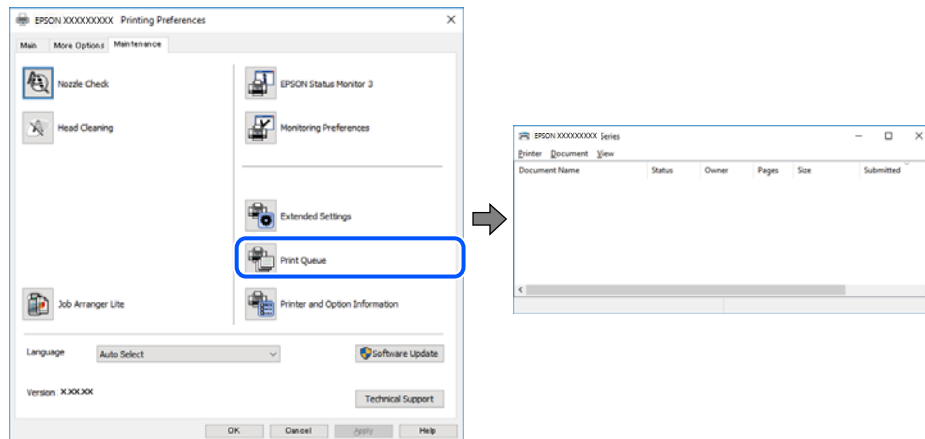 EPSON XXXXXXXXX Printing Preferences
Main More Options Maintenance
Nozzle Check
EPSON Status Monitor 3
Head Cleaning
Monitoring Preferences
Extended Settings
Print Queue
Job Arranger Lite
Printer and Option Information
Language Auto Select
Software Update
Version X.XX.XX
Technical Support
OK Cancel Apply Help
EPSON XXXXXXXXX Series
Printer Document View
Document Name Status Owner Pages Size Submitted